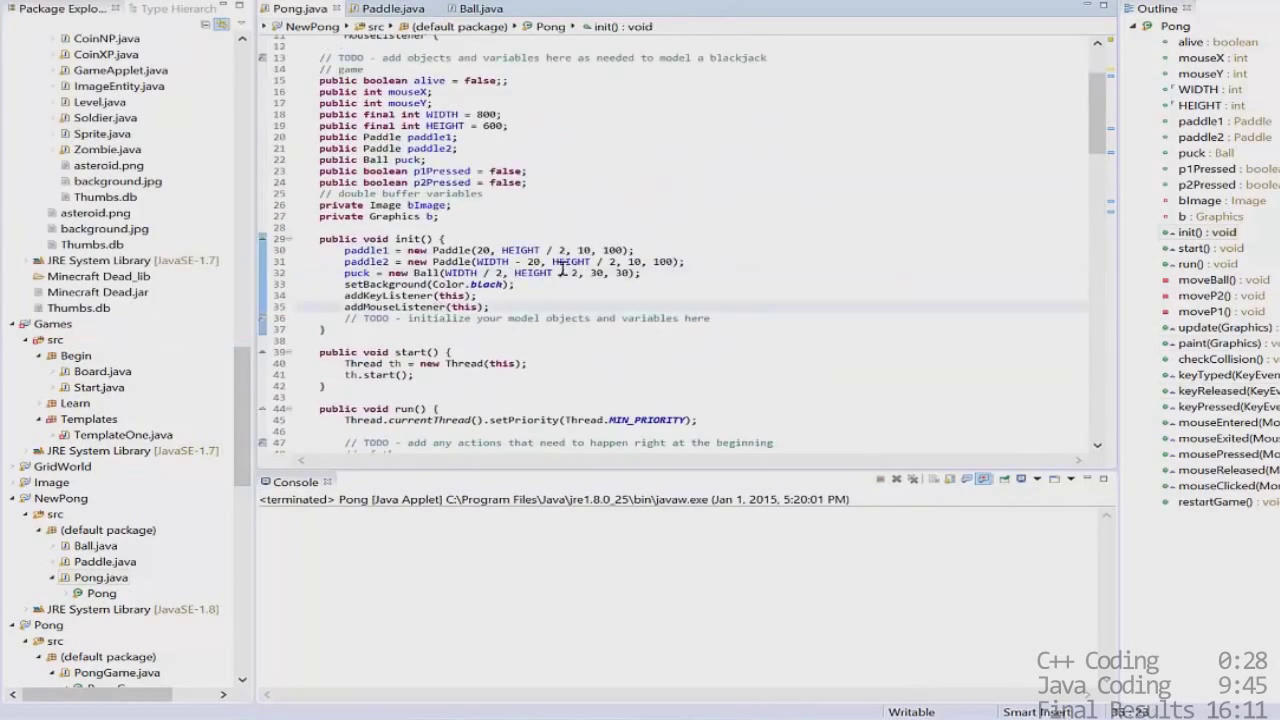 Package Explo...
Type Hierarch
CoinNP.java
CoinXP.java
GameApplet.java
ImageEntity.java
Level.java
Soldier.java
Sprite.java
Zombie.java
asteroid.png
background.jpg
Thumbs.db
asteroid.png
background.jpg
Thumbs.db
JRE System Library [JavaSE-1.7]
Minecraft Dead_lib
Minecraft Dead.jar
Thumbs.db
Games
src
Begin
Board.java
Start.java
Learn
Templates
TemplateOne.java
JRE System Library [JavaSE-1.7]
GridWorld
Image
NewPong
src
(default package)
Ball.java
Paddle.java
Pong.java
Pong
JRE System Library [JavaSE-1.8]
Pong
src
(default package)
PongGame.java
Pong.java Paddle.java Ball.java
NewPong src (default package) Pong init() : void
11 MouseListener {
12
13 // TODO - add objects and variables here as needed to model a blackjack
14 // game
15 public boolean alive = false;;
16 public int mouseX;
17 public int mouseY;
18 public final int WIDTH = 800;
19 public final int HEIGHT = 600;
20 public Paddle paddle1;
21 public Paddle paddle2;
22 public Ball puck;
23 public boolean p1Pressed = false;
24 public boolean p2Pressed = false;
25 // double buffer variables
26 private Image bImage;
27 private Graphics b;
28
29 public void init() {
30 paddle1 = new Paddle(20, HEIGHT / 2, 10, 100);
31 paddle2 = new Paddle(WIDTH - 20, HEIGHT / 2, 10, 100);
32 puck = new Ball(WIDTH / 2, HEIGHT / 2, 30, 30);
33 setBackground(Color.black);
34 addKeyListener(this);
35 addMouseListener(this);
36 // TODO - initialize your model objects and variables here
37 }
38
39 public void start() {
40 Thread th = new Thread(this);
41 th.start();
42 }
43
44 public void run() {
45 Thread.currentThread().setPriority(Thread.MIN_PRIORITY);
46
47 // TODO - add any actions that need to happen right at the beginning
Console
<terminated> Pong [Java Applet] C:\Program Files\Java\jre1.8.0_25\bin\javaw.exe (Jan 1, 2015, 5:20:01 PM)
Outline
Pong
alive : boolean
mouseX : int
mouseY : int
WIDTH : int
HEIGHT : int
paddle1 : Paddle
paddle2 : Paddle
puck : Ball
p1Pressed : boolean
p2Pressed : boolean
bImage : Image
b : Graphics
init() : void
start() : void
run() : void
moveBall() : void
moveP2() : void
moveP1() : void
update(Graphics)
paint(Graphics) : void
checkCollision() : void
keyTyped(KeyEven
keyReleased(KeyEven
keyPressed(KeyEven
mouseEntered(Mo
mouseExited(Mo
mousePressed(Mo
mouseReleased(Mo
mouseClicked(Mo
restartGame() : void
C++ Coding 0:28
Java Coding 9:45
Final Results 16:11
Writable Smart Insert